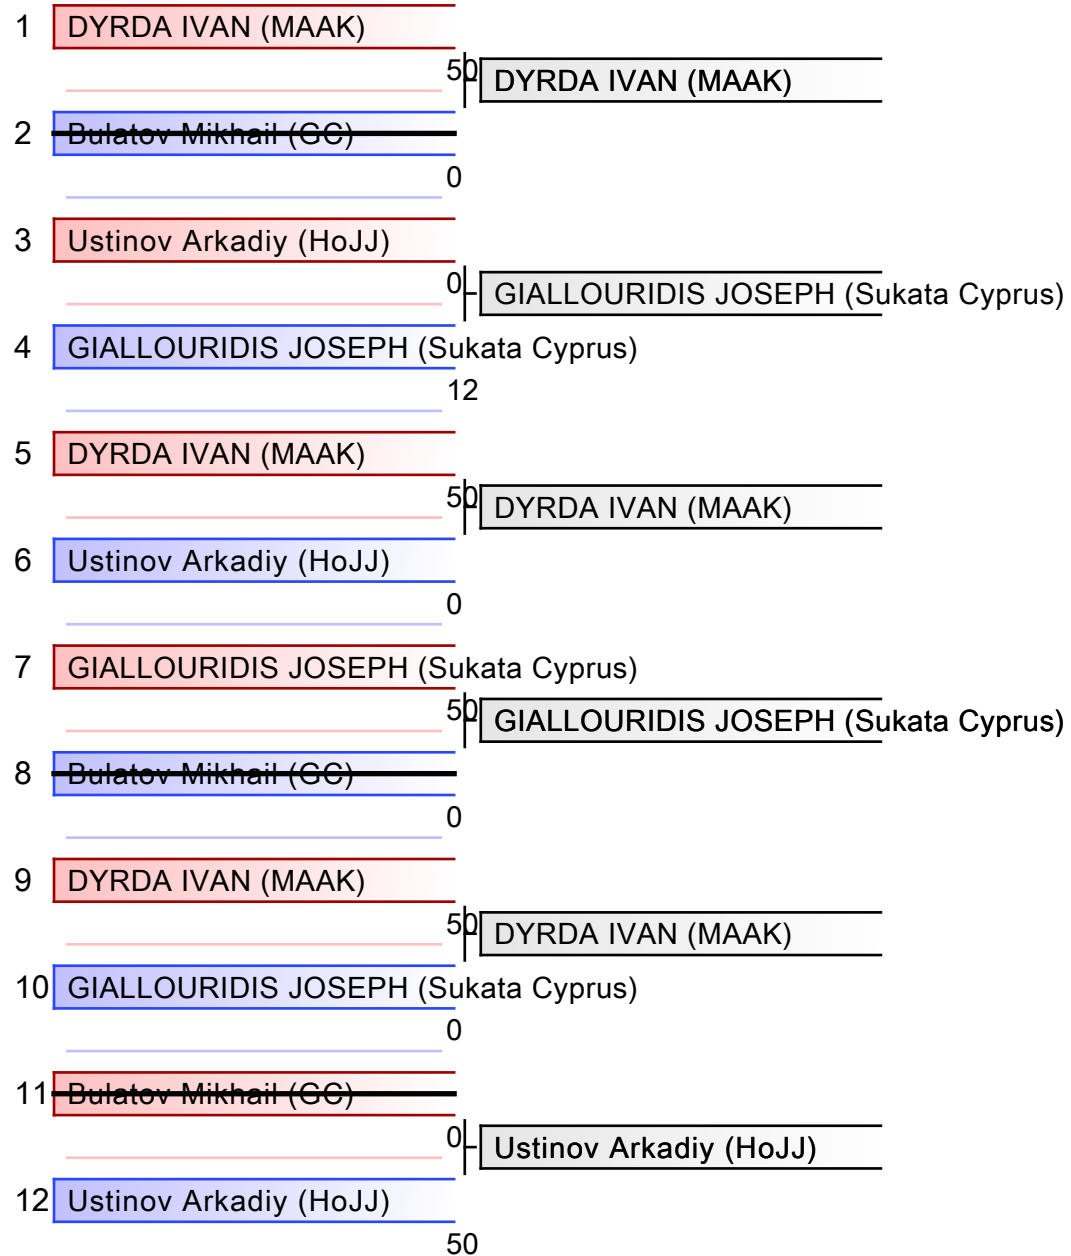 1 DYRDA IVAN (MAAK)
50 DYRDA IVAN (MAAK)
2 Bulatov Mikhail (GC)
0
3 Ustinov Arkadiy (HoJJ)
0 GIALLOURIDIS JOSEPH (Sukata Cyprus)
4 GIALLOURIDIS JOSEPH (Sukata Cyprus)
12
5 DYRDA IVAN (MAAK)
50 DYRDA IVAN (MAAK)
6 Ustinov Arkadiy (HoJJ)
0
7 GIALLOURIDIS JOSEPH (Sukata Cyprus)
50 GIALLOURIDIS JOSEPH (Sukata Cyprus)
8 Bulatov Mikhail (GC)
0
9 DYRDA IVAN (MAAK)
50 DYRDA IVAN (MAAK)
10 GIALLOURIDIS JOSEPH (Sukata Cyprus)
0
11 Bulatov Mikhail (GC)
0 Ustinov Arkadiy (HoJJ)
12 Ustinov Arkadiy (HoJJ)
50